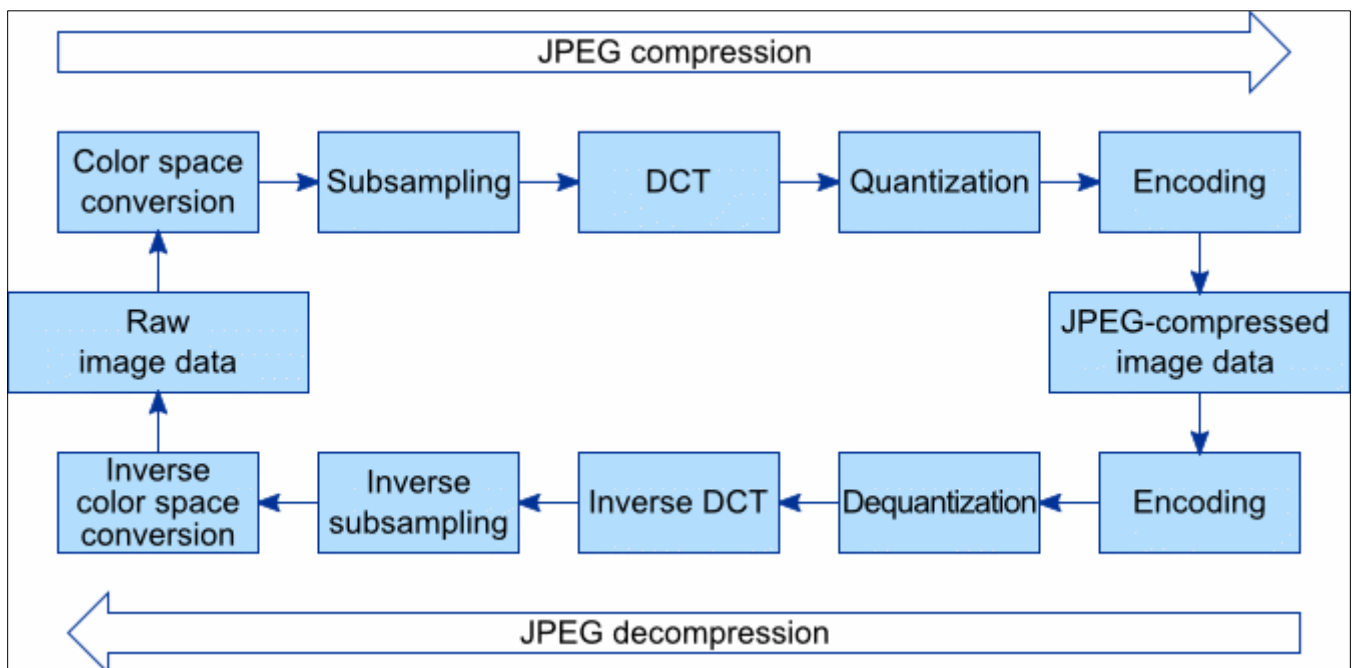 JPEG compression
Color space
conversion
Subsampling
DCT
Quantization
Encoding
Raw
image data
JPEG-compressed
image data
Inverse
color space
conversion
Inverse
subsampling
Inverse DCT
Dequantization
Encoding
JPEG decompression